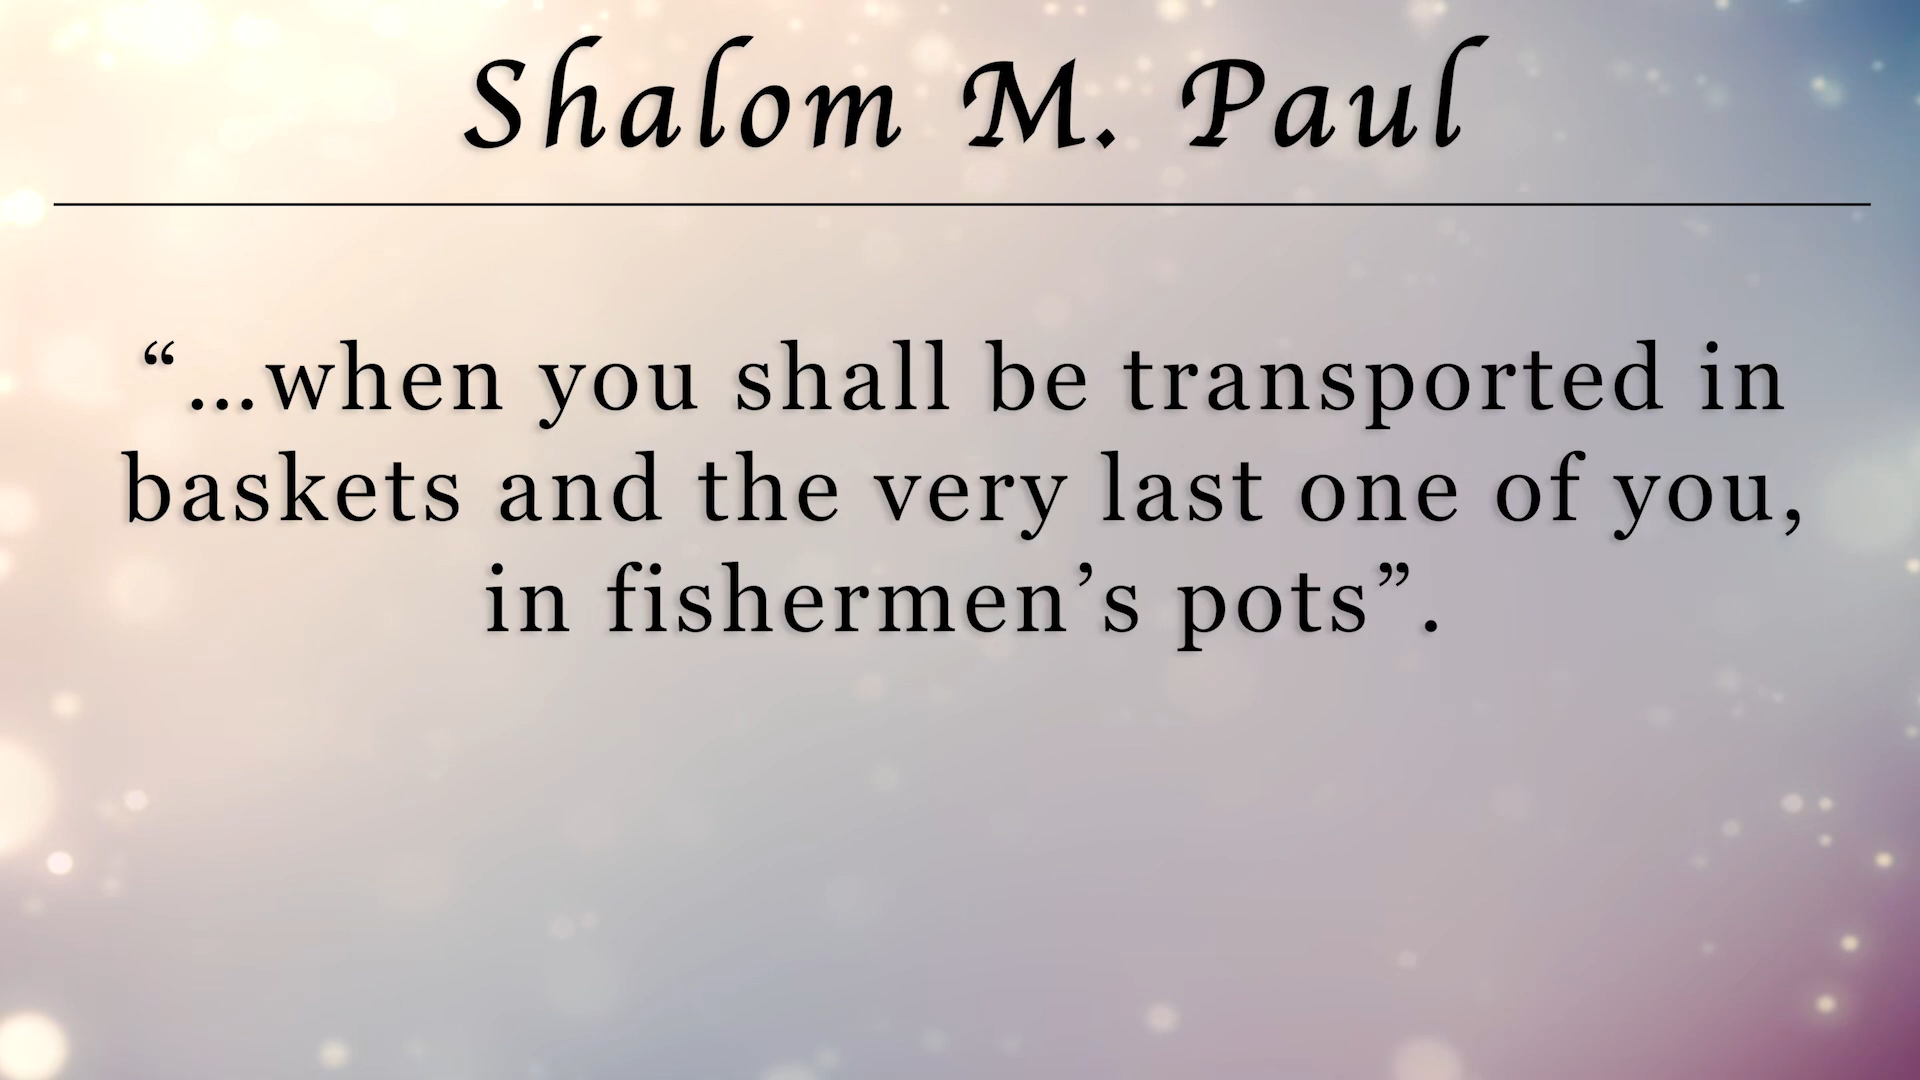 Shalom M. Paul
“...when you shall be transported in
baskets and the very last one of you,
in fishermen’s pots”.